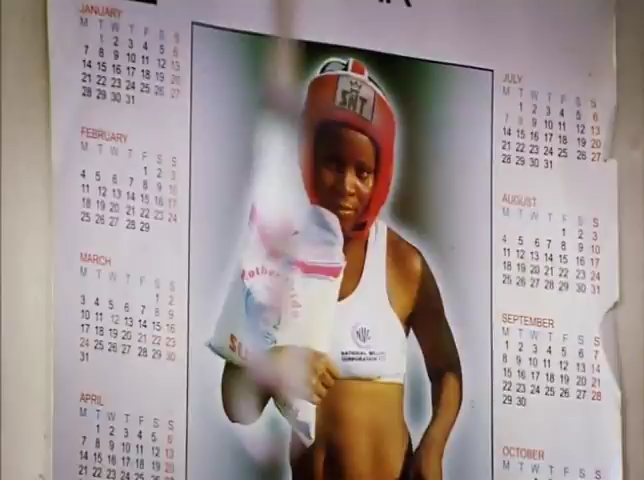 JANUARY
M T W T F S S
1 2 3 4 5 6
7 8 9 10 11 12 13
14 15 16 17 18 19 20
21 22 23 24 25 26 27
28 29 30 31
FEBRUARY
M T W T F S S
1 2 3
4 5 6 7 8 9 10
11 12 13 14 15 16 17
18 19 20 21 22 23 24
25 26 27 28 29
MARCH
M T W T F S S
1 2
3 4 5 6 7 8 9
10 11 12 13 14 15 16
17 18 19 20 21 22 23
24 25 26 27 28 29 30
31
APRIL
M T W T F S S
1 2 3 4 5 6
7 8 9 10 11 12 13
14 15 16 17 18 19 20
21 22 23 24 25 26 27
SNT
NATIONAL
CORPORATION
JULY
M T W T F S S
1 2 3 4 5 6
7 8 9 10 11 12 13
14 15 16 17 18 19 20
21 22 23 24 25 26 27
28 29 30 31
AUGUST
M T W T F S S
1 2 3
4 5 6 7 8 9 10
11 12 13 14 15 16 17
18 19 20 21 22 23 24
25 26 27 28 29 30 31
SEPTEMBER
M T W T F S S
1 2 3 4 5 6 7
8 9 10 11 12 13 14
15 16 17 18 19 20 21
22 23 24 25 26 27 28
29 30
OCTOBER
M T W T F S S